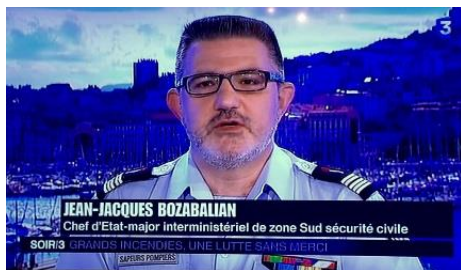 3
JEAN-JACQUES BOZABALIAN
Chef d'Etat-major interministériel de zone Sud sécurité civile
SOIR/3 GRANDS INCENDIES, UNE LUTTE SANS MERCI
SAPEURS POMPIERS